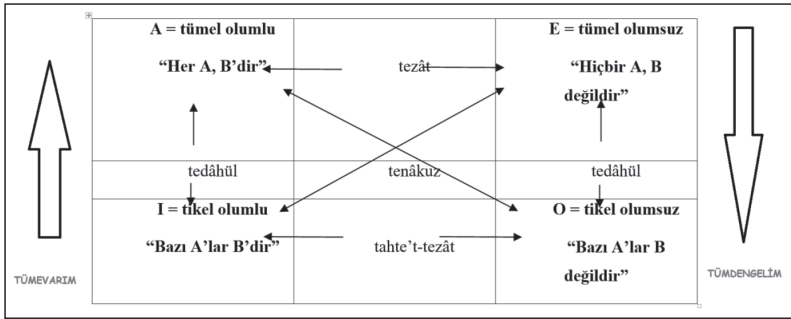 A = tümel olumlu
E = tümel olumsuz
“Her A, B’dir”
tezât
“Hiçbir A, B
değildir”
tedâhül
tenâkuz
tedâhül
I = tikel olumlu
O = tikel olumsuz
“Bazı A’lar B’dir”
tahte’t-tezât
“Bazı A’lar B
değildir”
TÜMEVARIM
TÜMDENGELİM